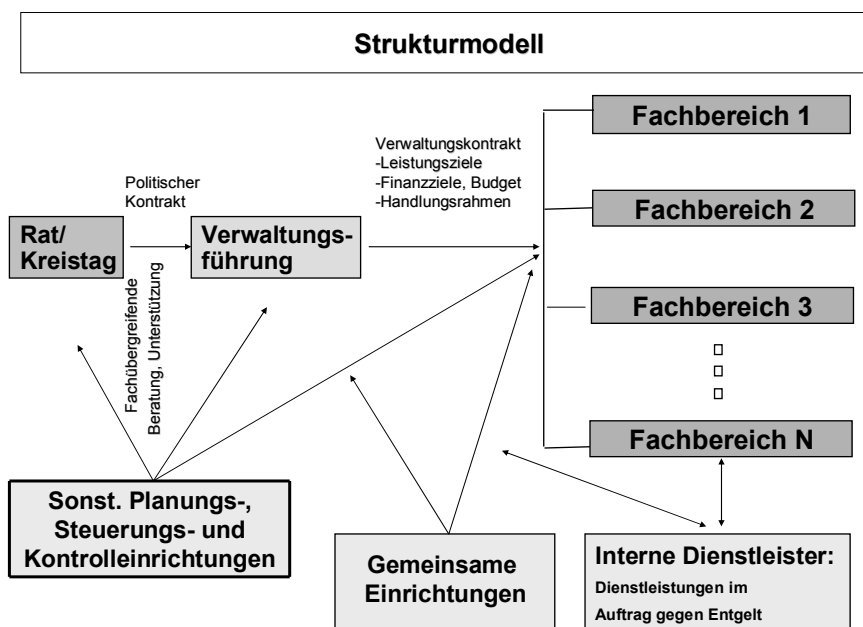 Strukturmodell
Fachbereich 1
Verwaltungskontrakt
-Leistungsziele
-Finanzziele, Budget
-Handlungsrahmen
Politischer
Kontrakt
Fachbereich 2
Rat/
Kreistag
Verwaltungs-
führung
Fachübergreifende
Beratung, Unterstützung
Fachbereich 3
Fachbereich N
Sonst. Planungs-,
Steuerungs- und
Kontrolleinrichtungen
Gemeinsame
Einrichtungen
Interne Dienstleister:
Dienstleistungen im
Auftrag gegen Entgelt